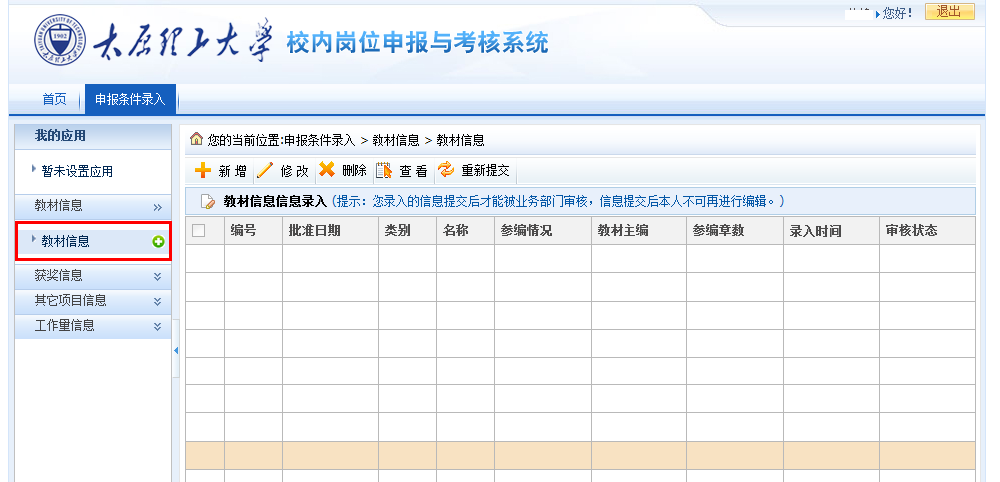 您好！ 退出
太原理工大学 校内岗位申报与考核系统
1902
首页 申报条件录入
我的应用
暂未设置应用
教材信息
教材信息
获奖信息
其它项目信息
工作量信息
您的当前位置:申报条件录入 > 教材信息 > 教材信息
新增 修改 删除 查看 重新提交
教材信息信息录入 (提示：您录入的信息提交后才能被业务部门审核，信息提交后本人不可再进行编辑。)
编号 批准日期 类别 名称 参编情况 教材主编 参编章数 录入时间 审核状态